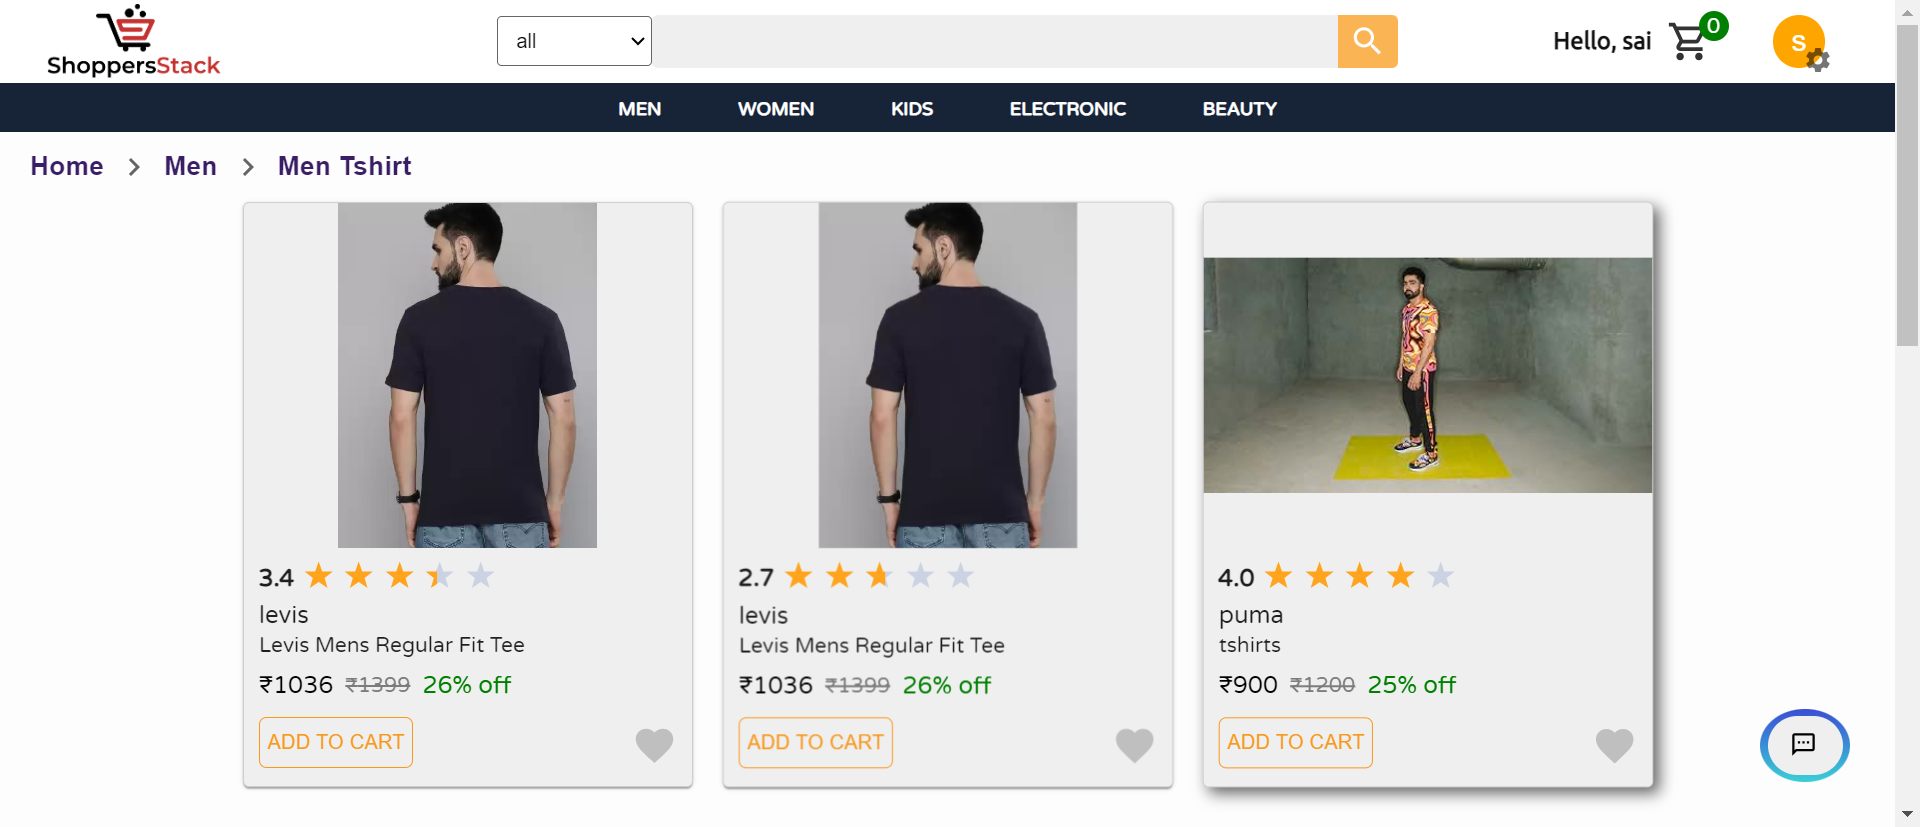 ShoppersStack
all
Hello, sai
0
S
MEN WOMEN KIDS ELECTRONIC BEAUTY
Home > Men > Men Tshirt
3.4
levis
Levis Mens Regular Fit Tee
₹1036 ₹1399 26% off
ADD TO CART
2.7
levis
Levis Mens Regular Fit Tee
₹1036 ₹1399 26% off
ADD TO CART
4.0
puma
tshirts
₹900 ₹1200 25% off
ADD TO CART